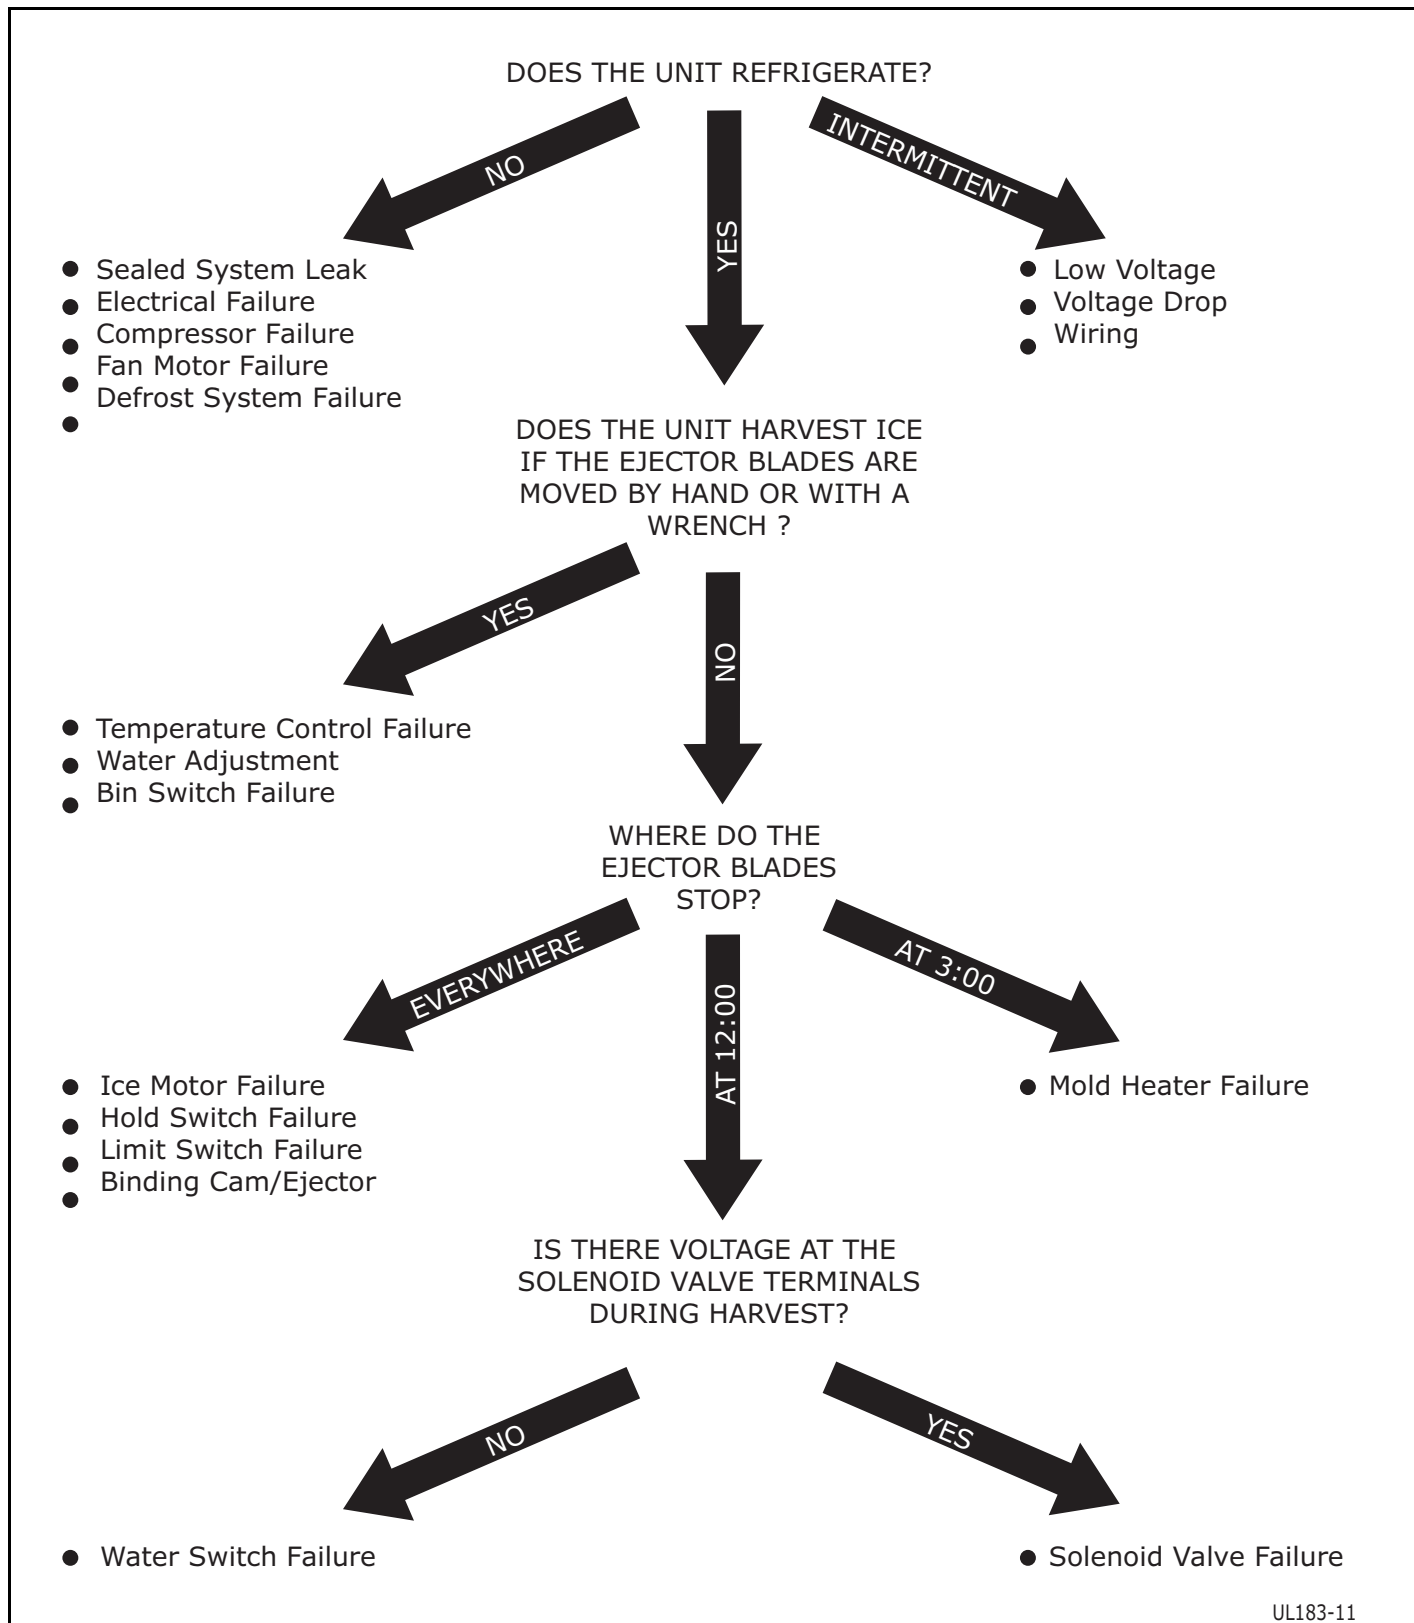 DOES THE UNIT REFRIGERATE?
NO
YES
INTERMITTENT
● Sealed System Leak
● Electrical Failure
● Compressor Failure
● Fan Motor Failure
● Defrost System Failure
●
● Low Voltage
● Voltage Drop
● Wiring
DOES THE UNIT HARVEST ICE
IF THE EJECTOR BLADES ARE
MOVED BY HAND OR WITH A
WRENCH ?
YES
NO
● Temperature Control Failure
● Water Adjustment
● Bin Switch Failure
WHERE DO THE
EJECTOR BLADES
STOP?
EVERYWHERE
AT 12:00
AT 3:00
● Ice Motor Failure
● Hold Switch Failure
● Limit Switch Failure
● Binding Cam/Ejector
● Mold Heater Failure
IS THERE VOLTAGE AT THE
SOLENOID VALVE TERMINALS
DURING HARVEST?
NO
YES
● Water Switch Failure
● Solenoid Valve Failure
UL183-11